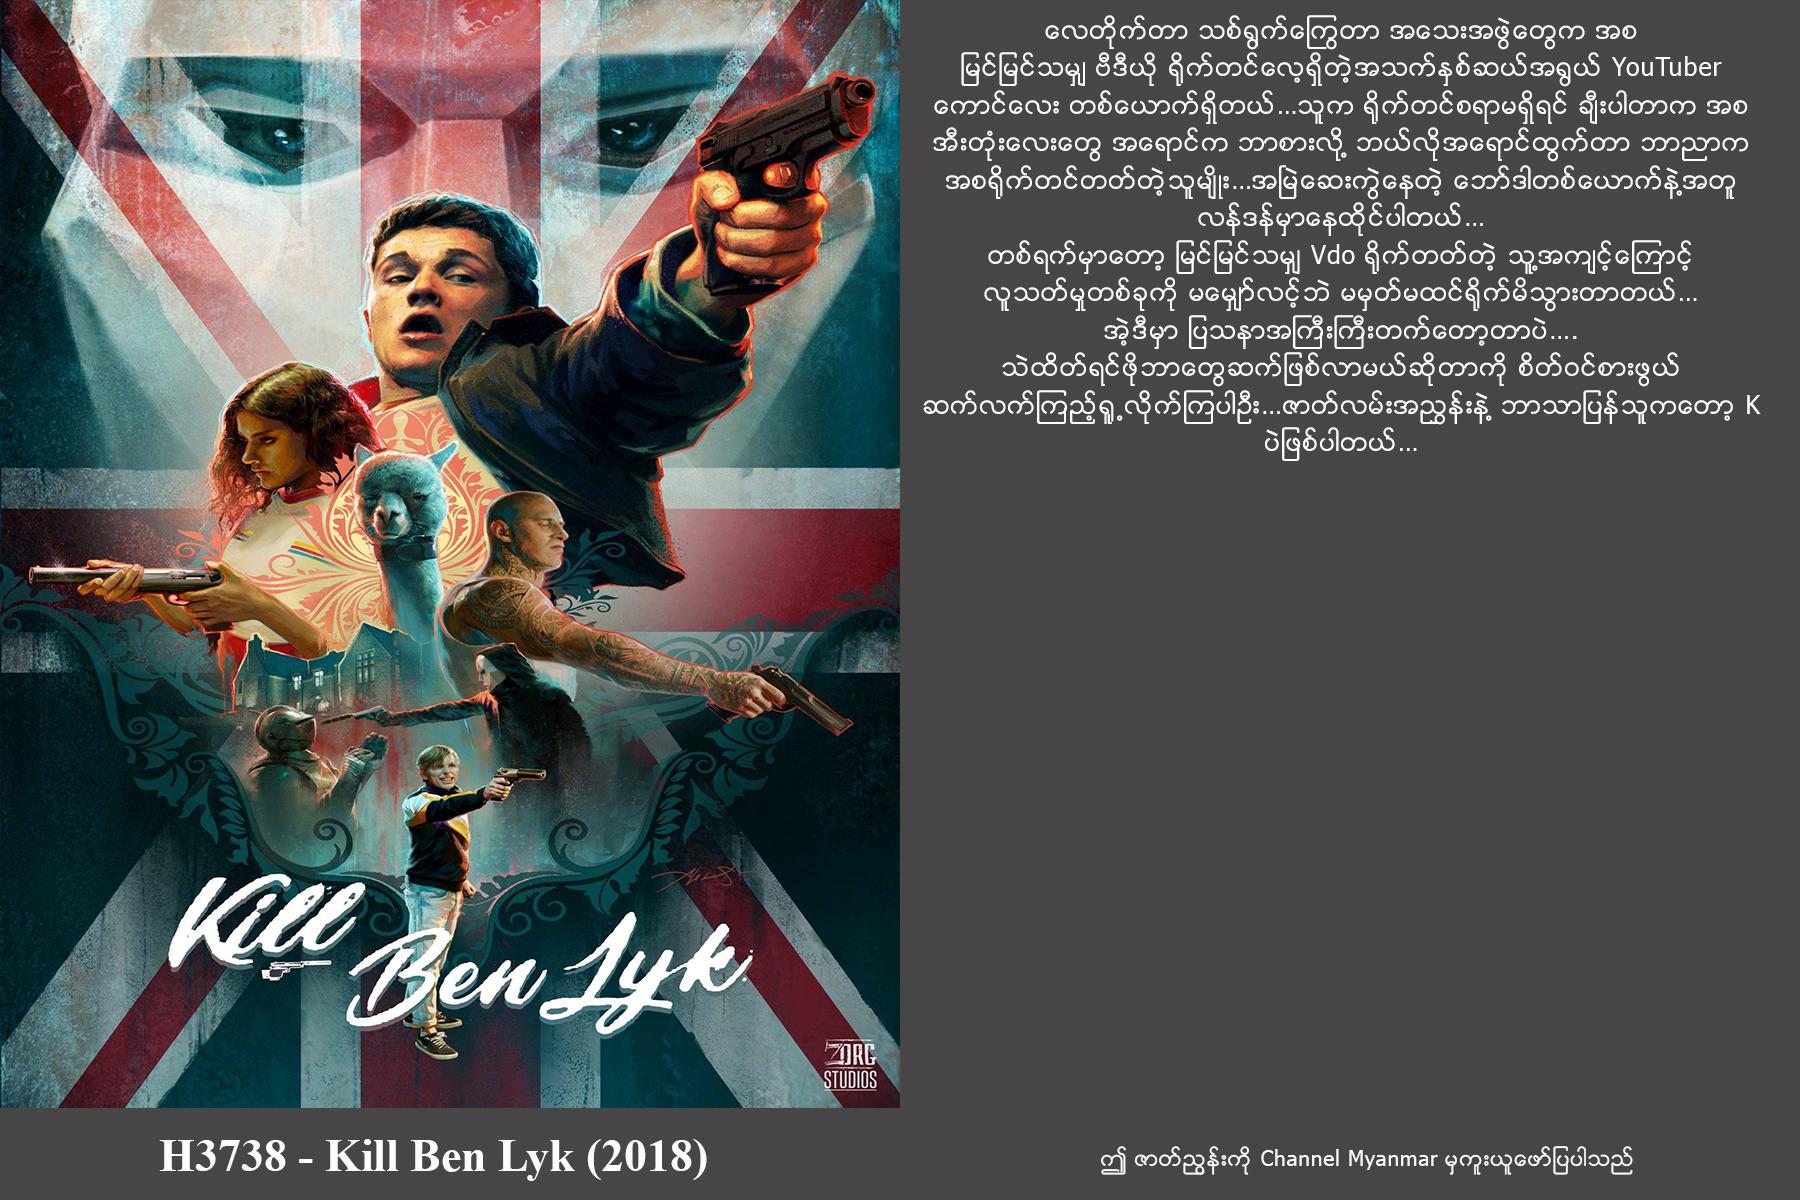 Kill
Ben Lyk
ZORG
STUDIOS
H3738 - Kill Ben Lyk (2018)
လေတိုက်တာ သစ်ရွက်ကြွေတာ အသေးအဖွဲတွေက အစ
မြင်မြင်သမျှ ဗီဒီယို ရိုက်တင်လေ့ရှိတဲ့အသက်နှစ်ဆယ်အရွယ် YouTuber
ကောင်လေး တစ်ယောက်ရှိတယ်...သူက ရိုက်တင်စရာမရှိရင် ချီးပါတာက အစ
အီးတုံးလေးတွေ အရောင်က ဘာစားလို့ ဘယ်လိုအရောင်ထွက်တာ ဘာညာက
အစရိုက်တင်တတ်တဲ့သူမျိုး...အမြဲဆေးကွဲနေတဲ့ ဘော်ဒါတစ်ယောက်နဲ့အတူ
လန်ဒန်မှာနေထိုင်ပါတယ်...
တစ်ရက်မှာတော့ မြင်မြင်သမျှ Vdo ရိုက်တတ်တဲ့ သူ့အကျင့်ကြောင့်
လူသတ်မှုတစ်ခုကို မမျှော်လင့်ဘဲ မမှတ်မထင်ရိုက်မိသွားတာတယ်...
အဲ့ဒီမှာ ပြသနာအကြီးကြီးတက်တော့တာပဲ....
သဲထိတ်ရင်ဖိုဘာတွေဆက်ဖြစ်လာမယ်ဆိုတာကို စိတ်ဝင်စားဖွယ်
ဆက်လက်ကြည့်ရှု့လိုက်ကြပါဦး...ဇာတ်လမ်းအညွှန်းနဲ့ ဘာသာပြန်သူကတော့ K
ပဲဖြစ်ပါတယ်...
ဤ ဇာတ်ညွှန်းကို Channel Myanmar မှကူးယူဖော်ပြပါသည်